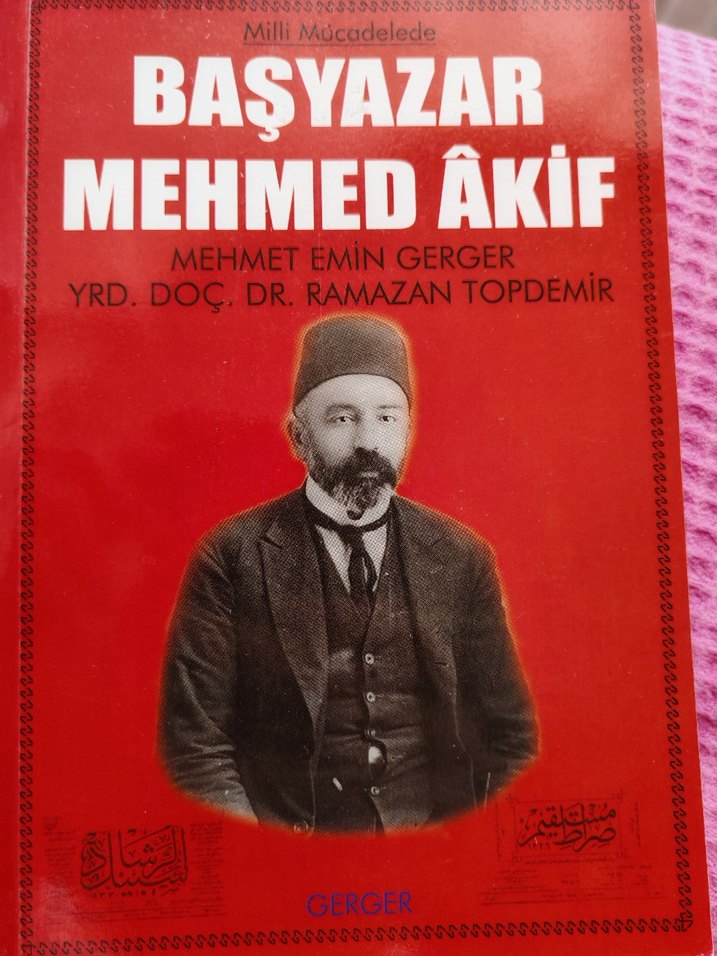 Milli Mücadelede
BAŞYAZAR
MEHMED ÂKİF
MEHMET EMİN GERGER
YRD. DOÇ. DR. RAMAZAN TOPDEMİR
سبيل الرشاد
صراط مستقيم
GERGER